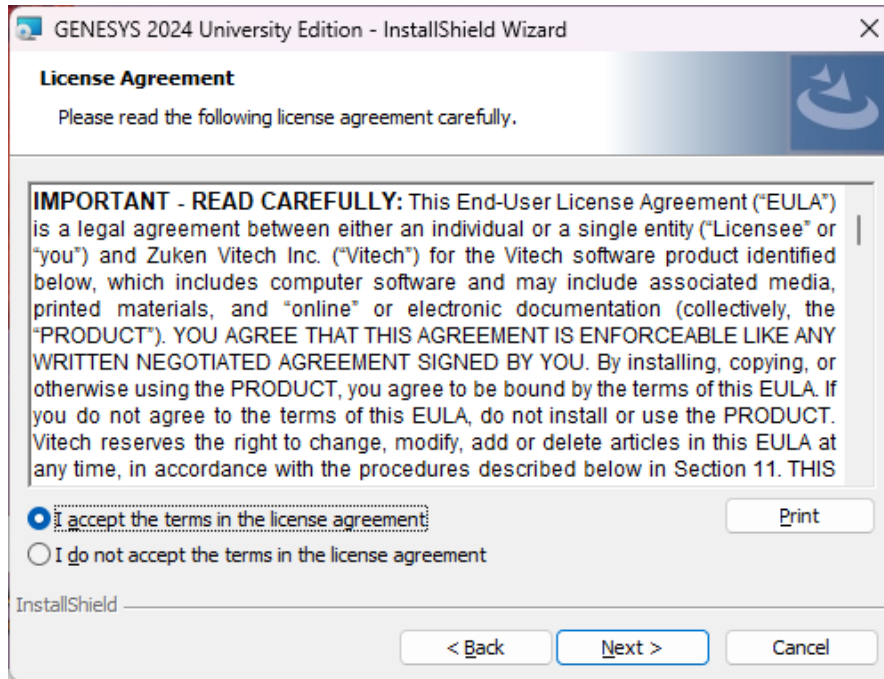 GENESYS 2024 University Edition - InstallShield Wizard
License Agreement
Please read the following license agreement carefully.
IMPORTANT - READ CAREFULLY: This End-User License Agreement (“EULA”)
is a legal agreement between either an individual or a single entity (“Licensee” or
“you”) and Zuken Vitech Inc. (“Vitech”) for the Vitech software product identified
below, which includes computer software and may include associated media,
printed materials, and “online” or electronic documentation (collectively, the
“PRODUCT”). YOU AGREE THAT THIS AGREEMENT IS ENFORCEABLE LIKE ANY
WRITTEN NEGOTIATED AGREEMENT SIGNED BY YOU. By installing, copying, or
otherwise using the PRODUCT, you agree to be bound by the terms of this EULA. If
you do not agree to the terms of this EULA, do not install or use the PRODUCT.
Vitech reserves the right to change, modify, add or delete articles in this EULA at
any time, in accordance with the procedures described below in Section 11. THIS
I accept the terms in the license agreement
Print
I do not accept the terms in the license agreement
InstallShield
< Back
Next >
Cancel